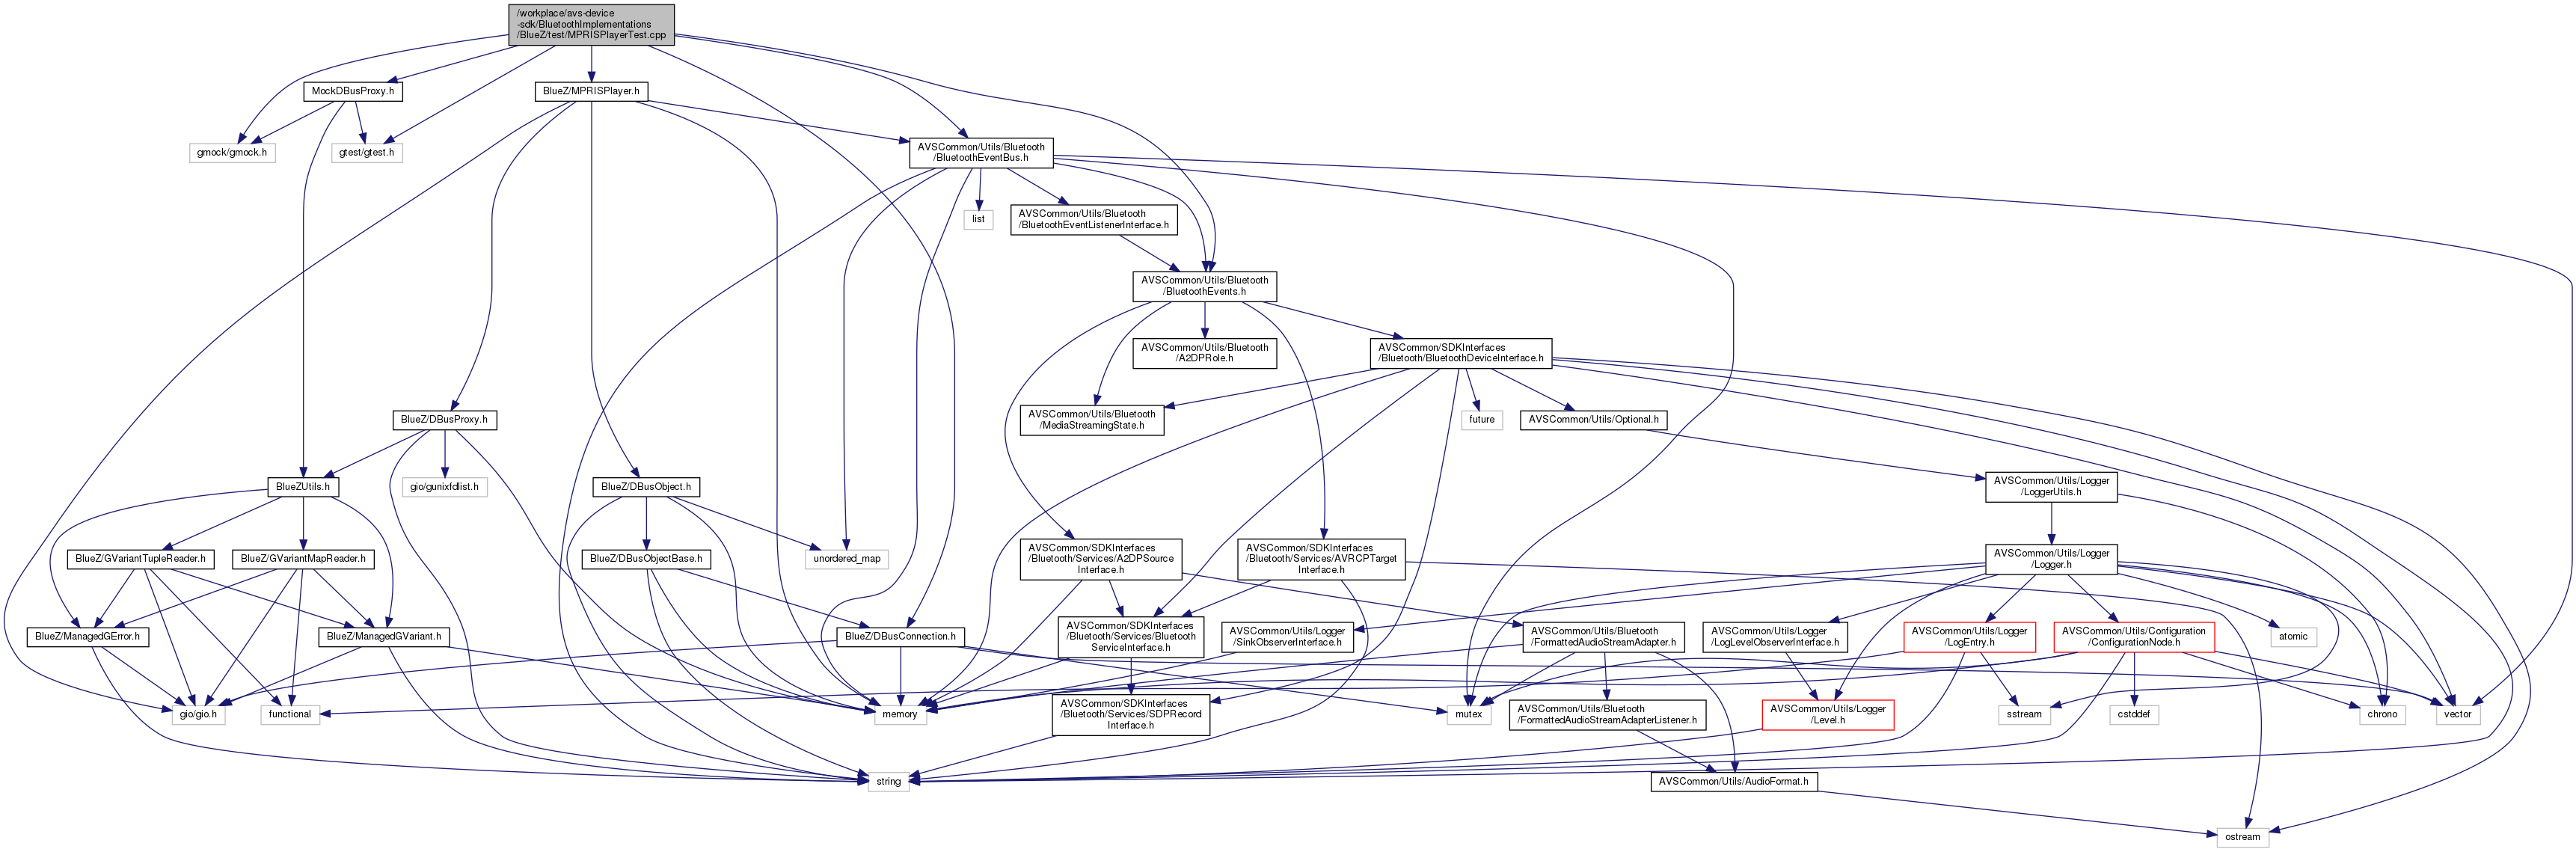 /workplace/avs-device
-sdk/BluetoothImplementations
/BlueZ/test/MPRISPlayerTest.cpp
MockDBusProxy.h
BlueZ/MPRISPlayer.h
gmock/gmock.h
gtest/gtest.h
AVSCommon/Utils/Bluetooth
/BluetoothEventBus.h
list
AVSCommon/Utils/Bluetooth
/BluetoothEventListenerInterface.h
AVSCommon/Utils/Bluetooth
/BluetoothEvents.h
AVSCommon/Utils/Bluetooth
/A2DPRole.h
AVSCommon/SDKInterfaces
/Bluetooth/BluetoothDeviceInterface.h
BlueZ/DBusProxy.h
AVSCommon/Utils/Bluetooth
/MediaStreamingState.h
future
AVSCommon/Utils/Optional.h
BlueZUtils.h
gio/gunixfdlist.h
BlueZ/DBusObject.h
AVSCommon/Utils/Logger
/LoggerUtils.h
BlueZ/GVariantTupleReader.h
BlueZ/GVariantMapReader.h
BlueZ/DBusObjectBase.h
unordered_map
AVSCommon/SDKInterfaces
/Bluetooth/Services/A2DPSource
Interface.h
AVSCommon/SDKInterfaces
/Bluetooth/Services/AVRCPTarget
Interface.h
AVSCommon/Utils/Logger
/Logger.h
BlueZ/ManagedGError.h
BlueZ/ManagedGVariant.h
BlueZ/DBusConnection.h
AVSCommon/SDKInterfaces
/Bluetooth/Services/Bluetooth
ServiceInterface.h
AVSCommon/Utils/Logger
/SinkObserverInterface.h
AVSCommon/Utils/Bluetooth
/FormattedAudioStreamAdapter.h
AVSCommon/Utils/Logger
/LogLevelObserverInterface.h
AVSCommon/Utils/Logger
/LogEntry.h
AVSCommon/Utils/Configuration
/ConfigurationNode.h
atomic
gio/gio.h
functional
memory
AVSCommon/SDKInterfaces
/Bluetooth/Services/SDPRecord
Interface.h
mutex
AVSCommon/Utils/Bluetooth
/FormattedAudioStreamAdapterListener.h
AVSCommon/Utils/Logger
/Level.h
sstream
cstddef
chrono
vector
string
AVSCommon/Utils/AudioFormat.h
ostream